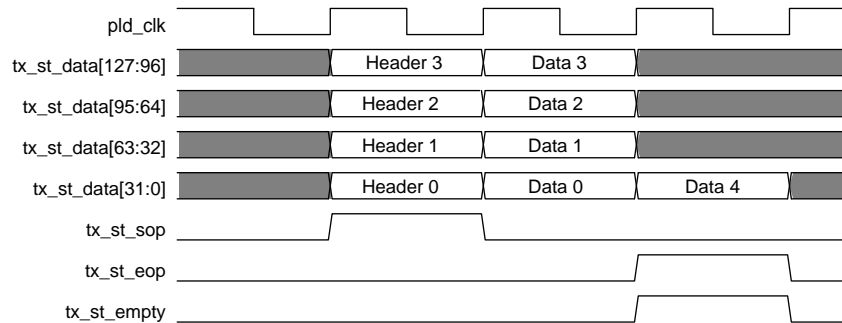 pld_clk
tx_st_data[127:96] Header 3 Data 3
tx_st_data[95:64] Header 2 Data 2
tx_st_data[63:32] Header 1 Data 1
tx_st_data[31:0] Header 0 Data 0 Data 4
tx_st_sop
tx_st_eop
tx_st_empty